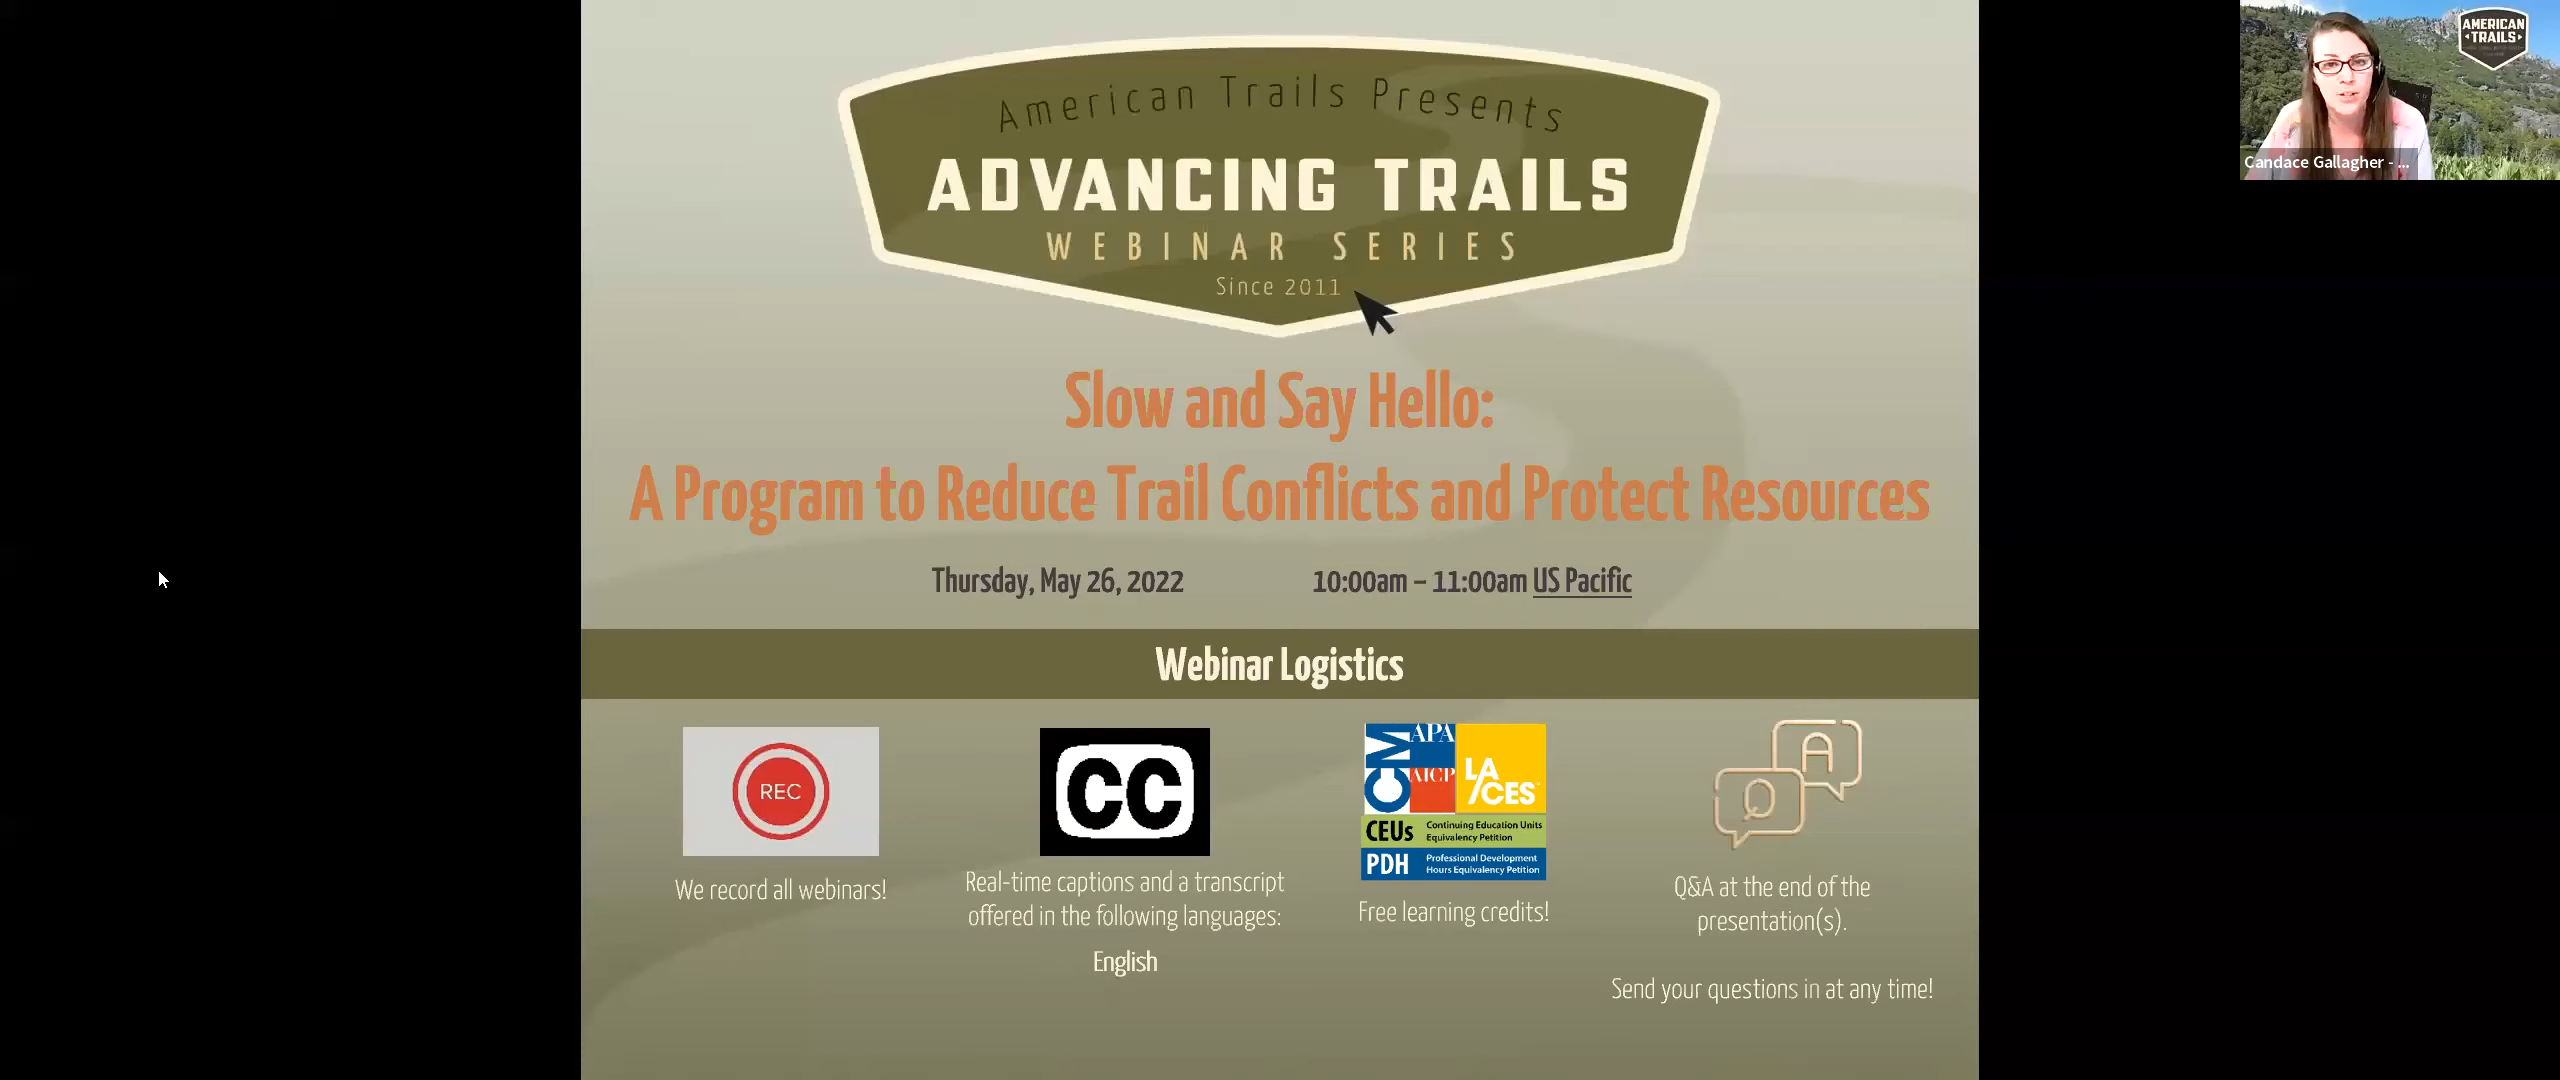 American Trails Presents
ADVANCING TRAILS
WEBINAR SERIES
Since 2011
Slow and Say Hello:
A Program to Reduce Trail Conflicts and Protect Resources
Thursday, May 26, 2022
10:00am – 11:00am US Pacific
Webinar Logistics
REC
We record all webinars!
CC
Real-time captions and a transcript
offered in the following languages:
English
CM
APA
AICP
LA
/CES
CEUs
Continuing Education Units
Equivalency Petition
PDH
Professional Development
Hours Equivalency Petition
Free learning credits!
Q
A
Q&A at the end of the
presentation(s).
Send your questions in at any time!
AMERICAN
TRAILS
Candace Gallagher - ...